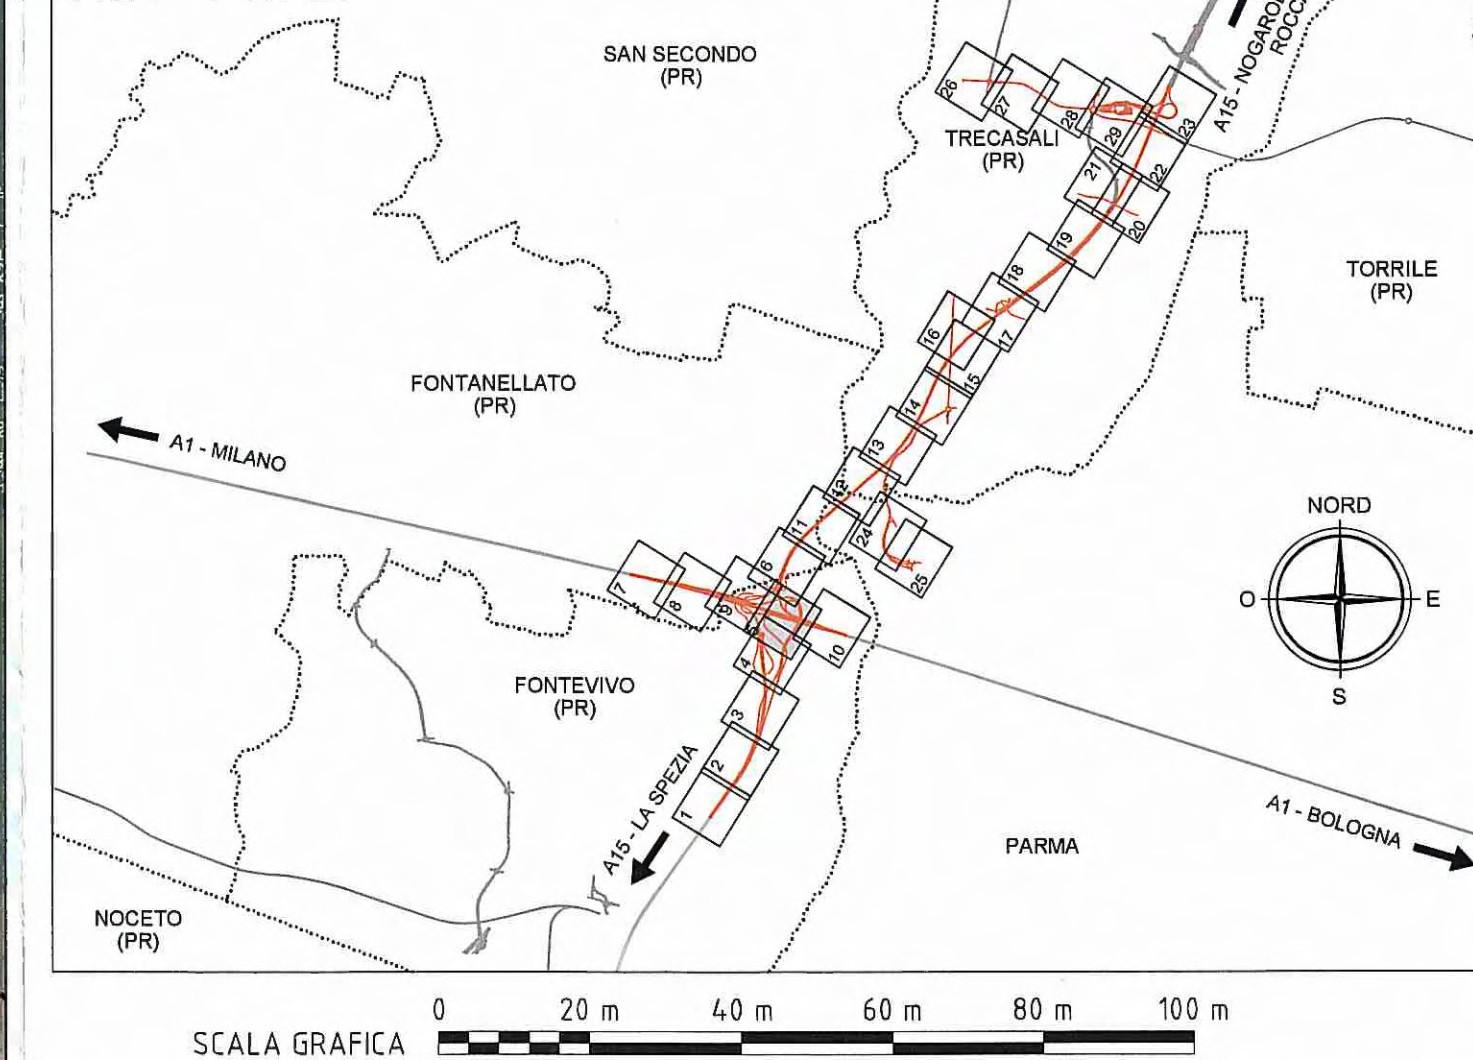 SAN SECONDO
(PR)
A15 - NOGAROL
ROCCA
26
27
28
29
23
TRECASALI
(PR)
22
21
20
19
TORRILE
(PR)
18
16
17
15
FONTANELLATO
(PR)
14
A1 - MILANO
13
12
11
24
NORD
25
O
E
S
6
7
8
9
5
10
4
FONTEVIVO
(PR)
3
2
A15 - LA SPEZIA
1
A1 - BOLOGNA
PARMA
NOCETO
(PR)
0 20 m 40 m 60 m 80 m 100 m
SCALA GRAFICA